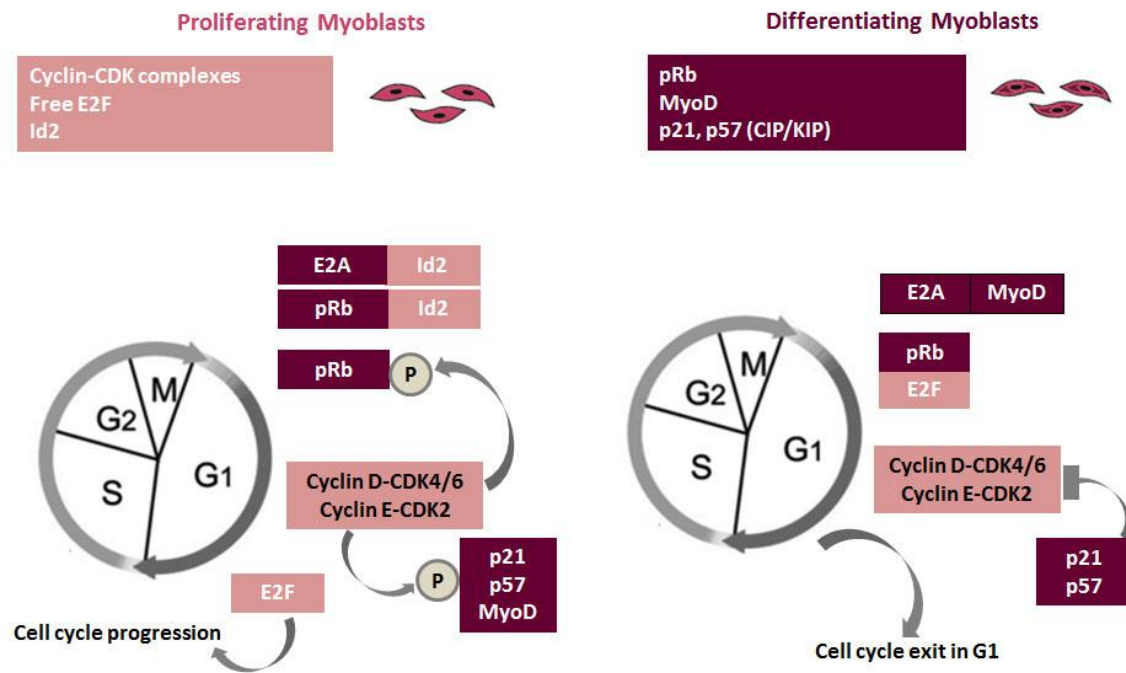 Proliferating Myoblasts
Cyclin-CDK complexes
Free E2F
Id2
E2A Id2
pRb Id2
pRb P
M
G2
G1
S
Cyclin D-CDK4/6
Cyclin E-CDK2
P
p21
p57
MyoD
E2F
Cell cycle progression
Differentiating Myoblasts
pRb
MyoD
p21, p57 (CIP/KIP)
E2A MyoD
pRb
E2F
M
G2
G1
S
Cyclin D-CDK4/6
Cyclin E-CDK2
p21
p57
Cell cycle exit in G1